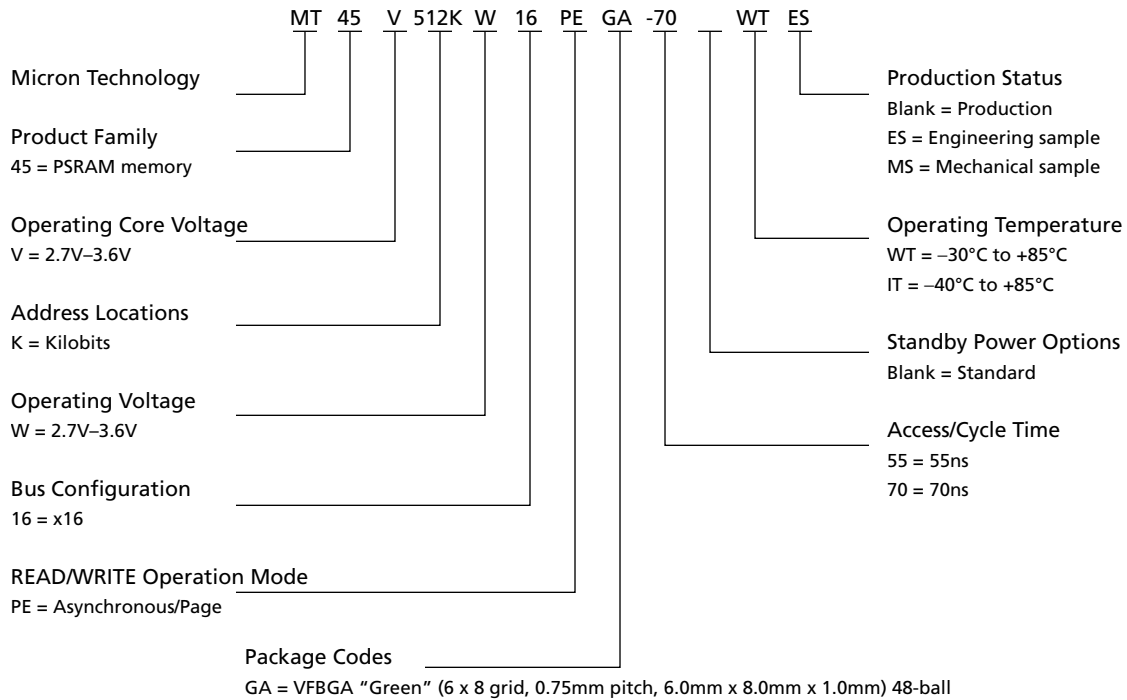 MT 45 V 512K W 16 PE GA -70 WT ES
Micron Technology
Product Family
45 = PSRAM memory
Operating Core Voltage
V = 2.7V–3.6V
Address Locations
K = Kilobits
Operating Voltage
W = 2.7V–3.6V
Bus Configuration
16 = x16
READ/WRITE Operation Mode
PE = Asynchronous/Page
Package Codes
GA = VFBGA “Green” (6 x 8 grid, 0.75mm pitch, 6.0mm x 8.0mm x 1.0mm) 48-ball
Production Status
Blank = Production
ES = Engineering sample
MS = Mechanical sample
Operating Temperature
WT = –30°C to +85°C
IT = –40°C to +85°C
Standby Power Options
Blank = Standard
Access/Cycle Time
55 = 55ns
70 = 70ns